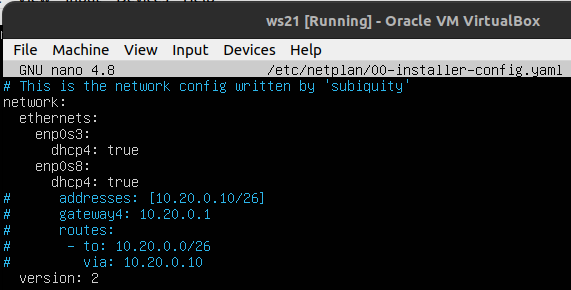 ws21 [Running] - Oracle VM VirtualBox
File Machine View Input Devices Help
GNU nano 4.8 /etc/netplan/00-installer-config.yaml
# This is the network config written by 'subiquity'
network:
  ethernets:
    enp0s3:
      dhcp4: true
    enp0s8:
      dhcp4: true
#      addresses: [10.20.0.10/26]
#      gateway4: 10.20.0.1
#      routes:
#       - to: 10.20.0.0/26
#         via: 10.20.0.10
  version: 2